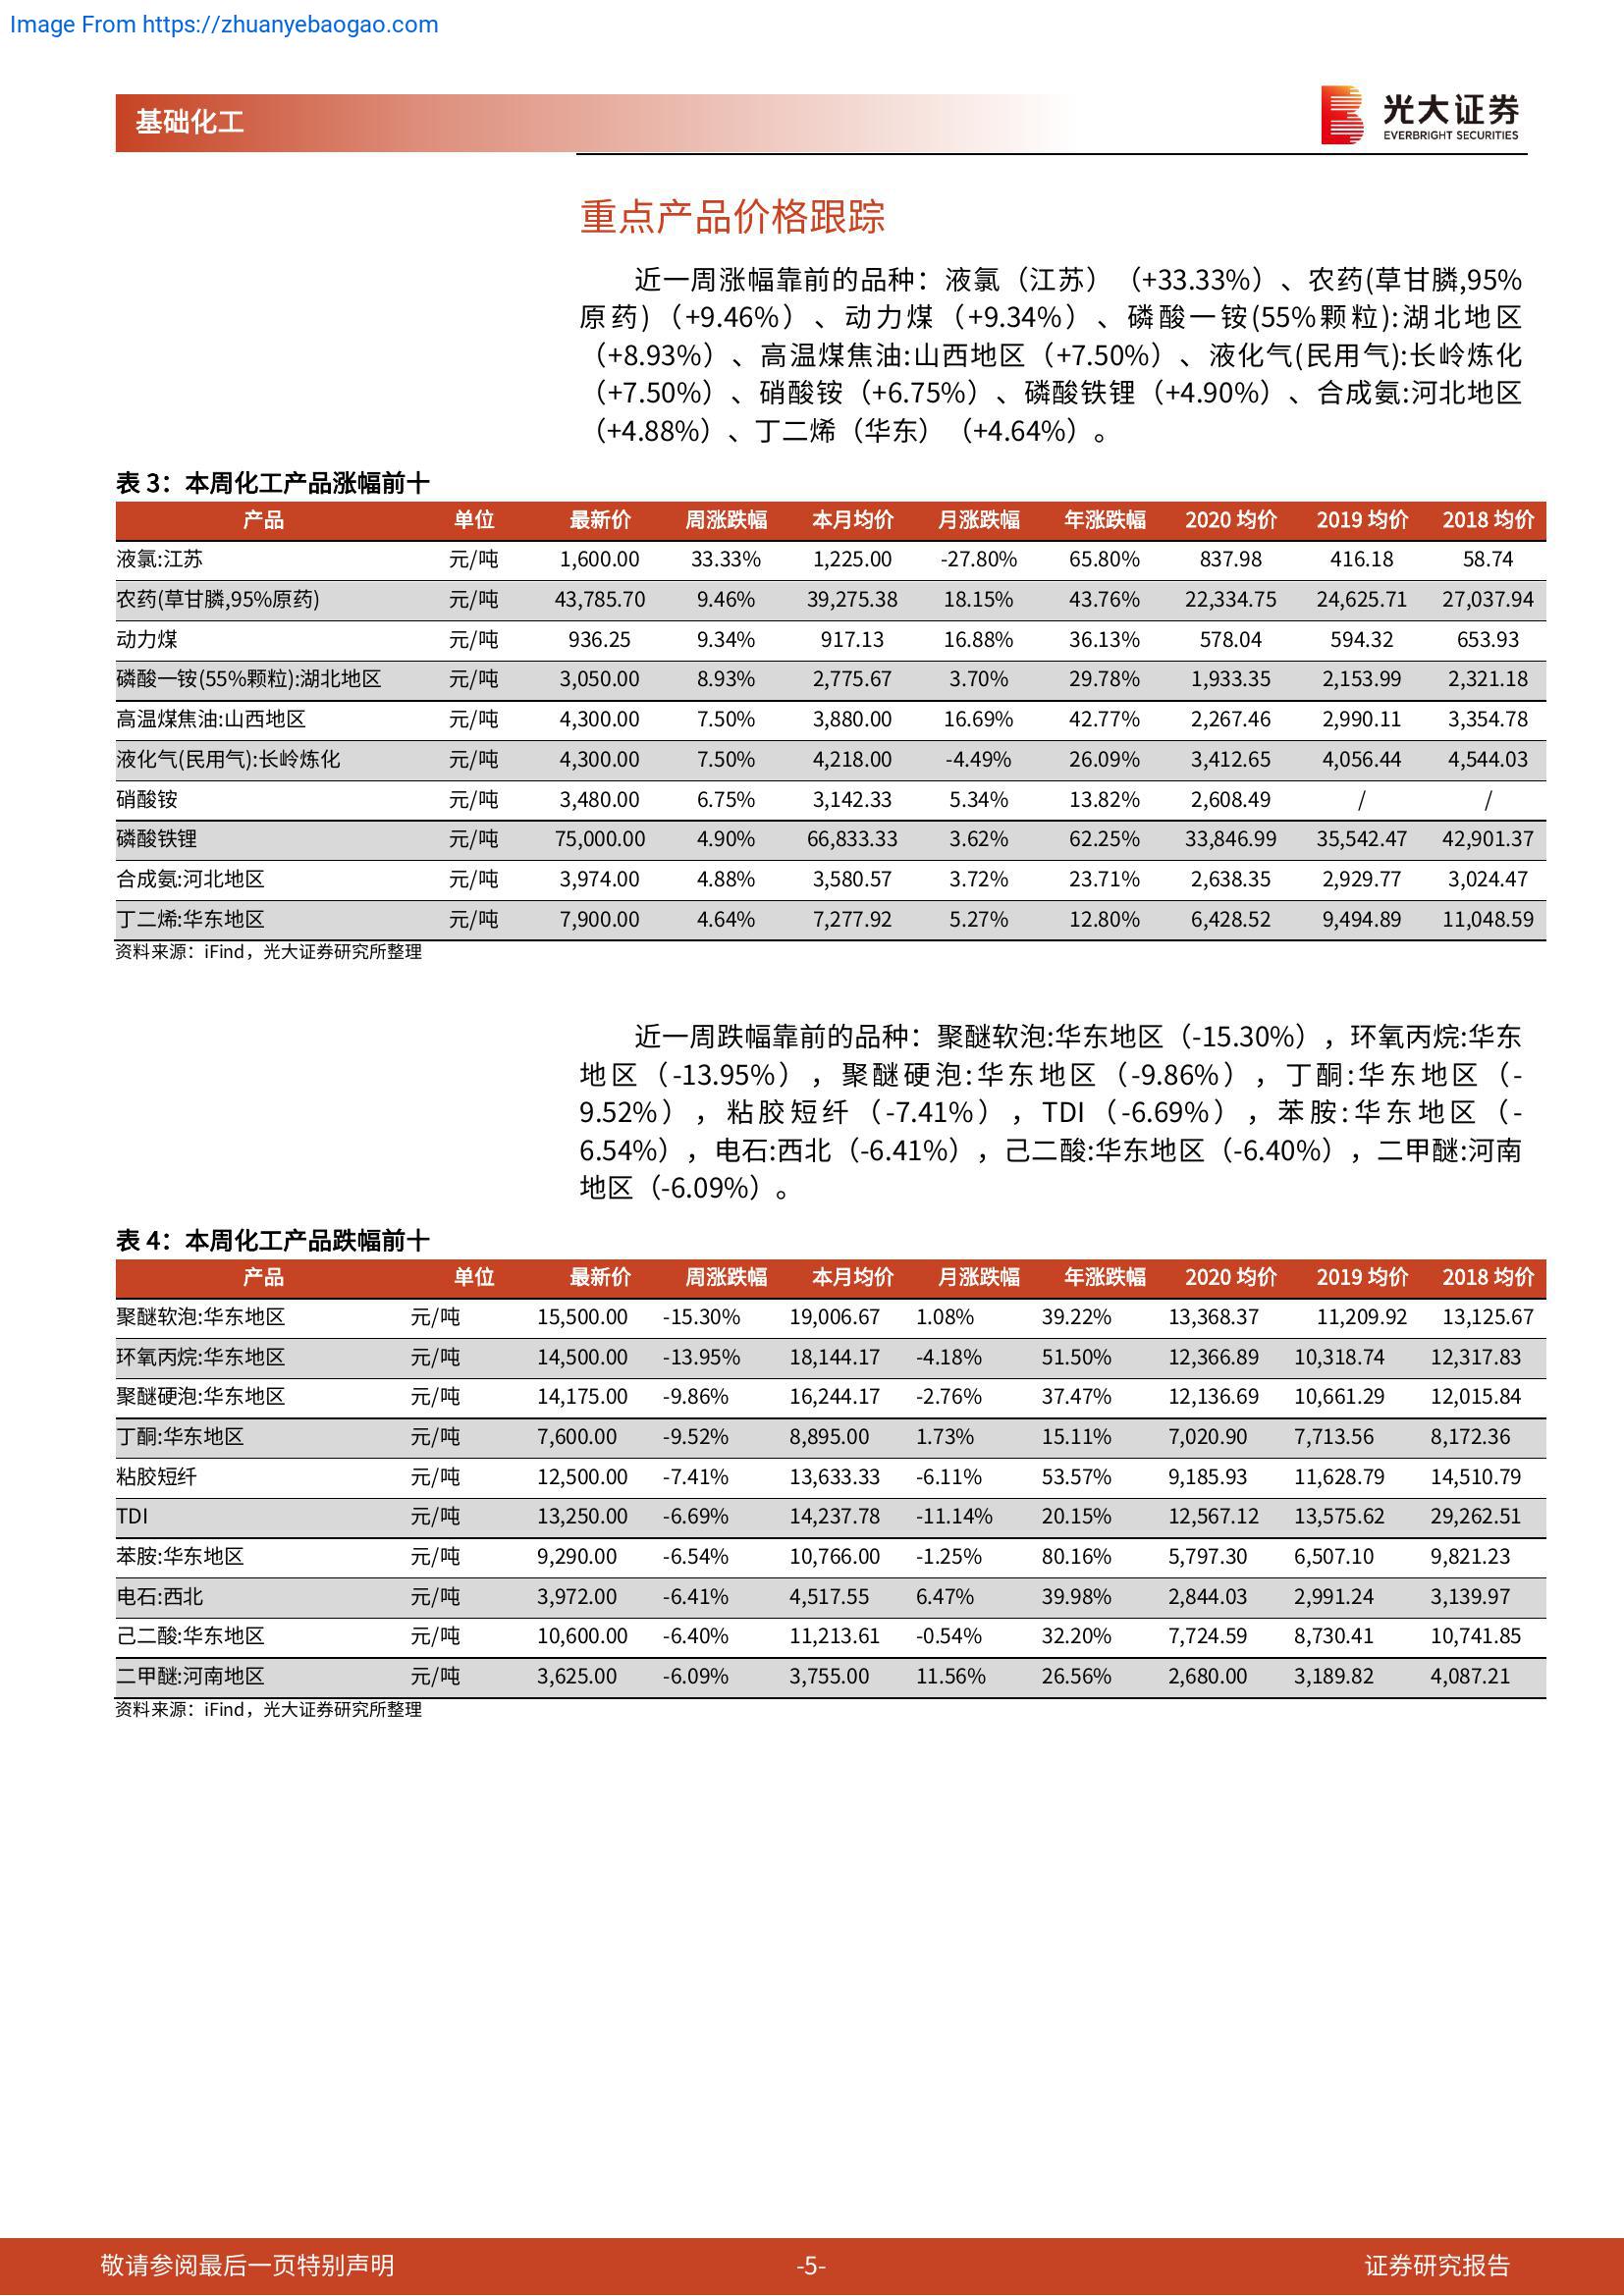 Image From https://zhuanyebaogao.com
基础化工
光大证券
EVERBRIGHT SECURITIES
重点产品价格跟踪
近一周涨幅靠前的品种：液氯（江苏）（+33.33%）、农药(草甘膦,95%
原药)（+9.46%）、动力煤（+9.34%）、磷酸一铵(55%颗粒):湖北地区
（+8.93%）、高温煤焦油:山西地区（+7.50%）、液化气(民用气):长岭炼化
（+7.50%）、硝酸铵（+6.75%）、磷酸铁锂（+4.90%）、合成氨:河北地区
（+4.88%）、丁二烯（华东）（+4.64%）。
表 3：本周化工产品涨幅前十
产品 单位 最新价 周涨跌幅 本月均价 月涨跌幅 年涨跌幅 2020 均价 2019 均价 2018 均价
液氯:江苏 元/吨 1,600.00 33.33% 1,225.00 -27.80% 65.80% 837.98 416.18 58.74
农药(草甘膦,95%原药) 元/吨 43,785.70 9.46% 39,275.38 18.15% 43.76% 22,334.75 24,625.71 27,037.94
动力煤 元/吨 936.25 9.34% 917.13 16.88% 36.13% 578.04 594.32 653.93
磷酸一铵(55%颗粒):湖北地区 元/吨 3,050.00 8.93% 2,775.67 3.70% 29.78% 1,933.35 2,153.99 2,321.18
高温煤焦油:山西地区 元/吨 4,300.00 7.50% 3,880.00 16.69% 42.77% 2,267.46 2,990.11 3,354.78
液化气(民用气):长岭炼化 元/吨 4,300.00 7.50% 4,218.00 -4.49% 26.09% 3,412.65 4,056.44 4,544.03
硝酸铵 元/吨 3,480.00 6.75% 3,142.33 5.34% 13.82% 2,608.49 / /
磷酸铁锂 元/吨 75,000.00 4.90% 66,833.33 3.62% 62.25% 33,846.99 35,542.47 42,901.37
合成氨:河北地区 元/吨 3,974.00 4.88% 3,580.57 3.72% 23.71% 2,638.35 2,929.77 3,024.47
丁二烯:华东地区 元/吨 7,900.00 4.64% 7,277.92 5.27% 12.80% 6,428.52 9,494.89 11,048.59
资料来源：iFind，光大证券研究所整理
近一周跌幅靠前的品种：聚醚软泡:华东地区（-15.30%），环氧丙烷:华东
地区（-13.95%），聚醚硬泡:华东地区（-9.86%），丁酮:华东地区（-
9.52%），粘胶短纤（-7.41%），TDI（-6.69%），苯胺:华东地区（-
6.54%），电石:西北（-6.41%），己二酸:华东地区（-6.40%），二甲醚:河南
地区（-6.09%）。
表 4：本周化工产品跌幅前十
产品 单位 最新价 周涨跌幅 本月均价 月涨跌幅 年涨跌幅 2020 均价 2019 均价 2018 均价
聚醚软泡:华东地区 元/吨 15,500.00 -15.30% 19,006.67 1.08% 39.22% 13,368.37 11,209.92 13,125.67
环氧丙烷:华东地区 元/吨 14,500.00 -13.95% 18,144.17 -4.18% 51.50% 12,366.89 10,318.74 12,317.83
聚醚硬泡:华东地区 元/吨 14,175.00 -9.86% 16,244.17 -2.76% 37.47% 12,136.69 10,661.29 12,015.84
丁酮:华东地区 元/吨 7,600.00 -9.52% 8,895.00 1.73% 15.11% 7,020.90 7,713.56 8,172.36
粘胶短纤 元/吨 12,500.00 -7.41% 13,633.33 -6.11% 53.57% 9,185.93 11,628.79 14,510.79
TDI 元/吨 13,250.00 -6.69% 14,237.78 -11.14% 20.15% 12,567.12 13,575.62 29,262.51
苯胺:华东地区 元/吨 9,290.00 -6.54% 10,766.00 -1.25% 80.16% 5,797.30 6,507.10 9,821.23
电石:西北 元/吨 3,972.00 -6.41% 4,517.55 6.47% 39.98% 2,844.03 2,991.24 3,139.97
己二酸:华东地区 元/吨 10,600.00 -6.40% 11,213.61 -0.54% 32.20% 7,724.59 8,730.41 10,741.85
二甲醚:河南地区 元/吨 3,625.00 -6.09% 3,755.00 11.56% 26.56% 2,680.00 3,189.82 4,087.21
资料来源：iFind，光大证券研究所整理
敬请参阅最后一页特别声明 -5- 证券研究报告